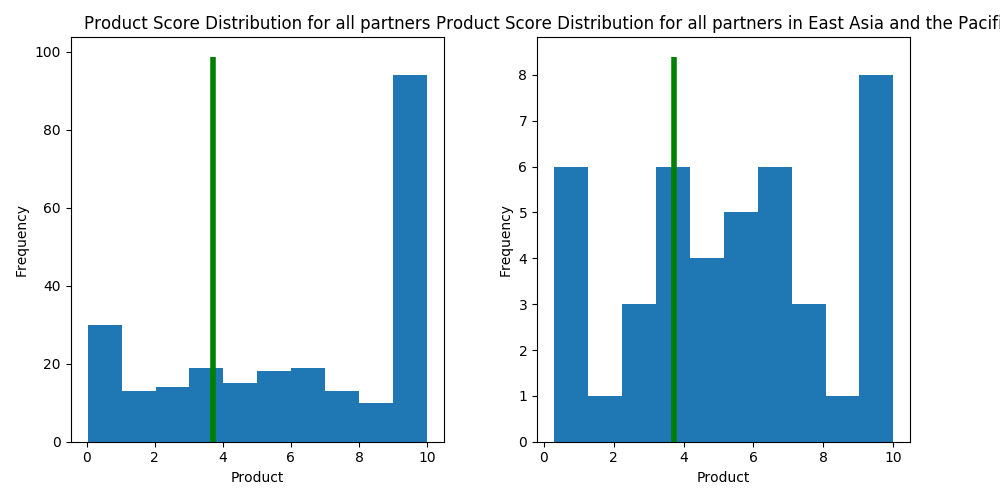 Product Score Distribution for all partners
Product Score Distribution for all partners in East Asia and the Pacifi
100
80
60
40
20
0
Frequency
0 2 4 6 8 10
Product
8
7
6
5
4
3
2
1
0
Frequency
0 2 4 6 8 10
Product